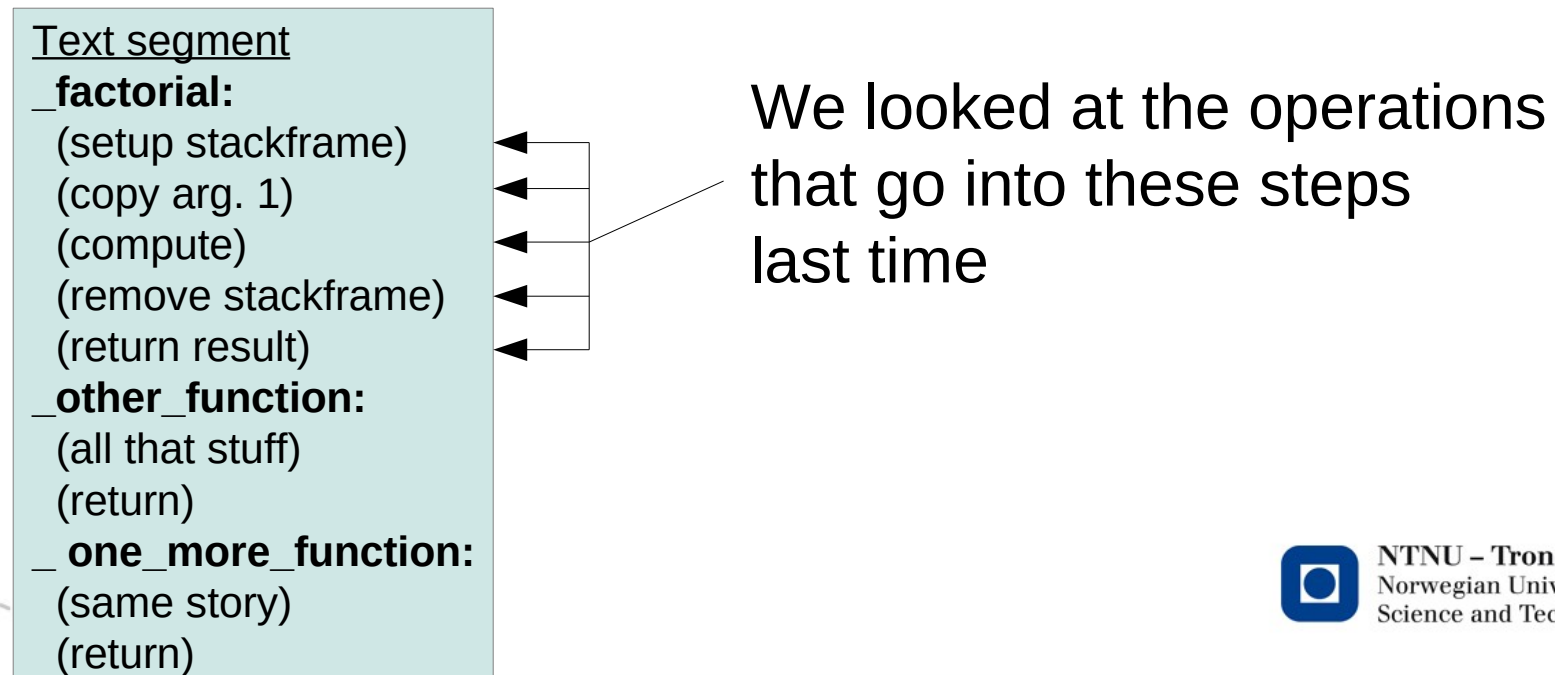 Text segment
_factorial:
(setup stackframe)
(copy arg. 1)
(compute)
(remove stackframe)
(return result)
_other_function:
(all that stuff)
(return)
_ one_more_function:
(same story)
(return)
We looked at the operations
that go into these steps
last time
NTNU – Tron
Norwegian Univ
Science and Tec